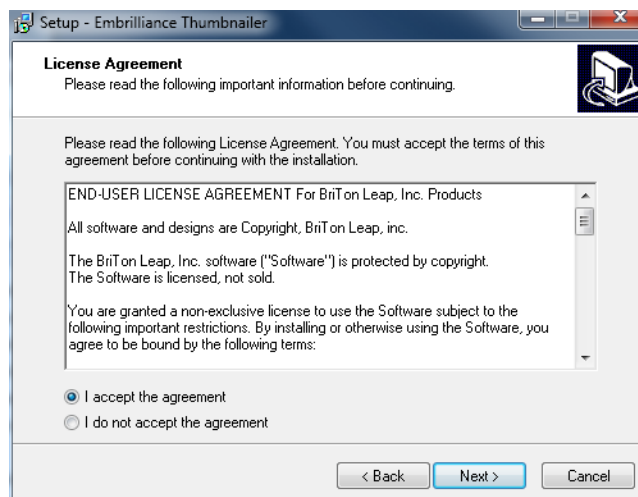 Setup - Embrilliance Thumbnailer
License Agreement
Please read the following important information before continuing.
Please read the following License Agreement. You must accept the terms of this
agreement before continuing with the installation.
END-USER LICENSE AGREEMENT For BriTon Leap, Inc. Products
All software and designs are Copyright, BriTon Leap, inc.
The BriTon Leap, Inc. software ("Software") is protected by copyright.
The Software is licensed, not sold.
You are granted a non-exclusive license to use the Software subject to the
following important restrictions. By installing or otherwise using the Software, you
agree to be bound by the following terms:
I accept the agreement
I do not accept the agreement
< Back Next > Cancel